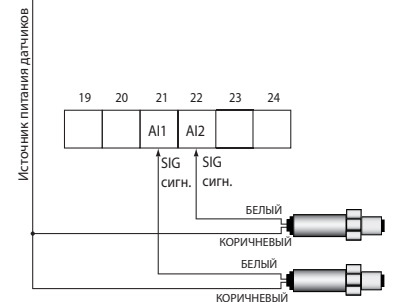 Источник питания датчиков
19 20 21 22 23 24
AI1 AI2
SIG SIG
сигн. сигн.
БЕЛЫЙ
КОРИЧНЕВЫЙ
БЕЛЫЙ
КОРИЧНЕВЫЙ